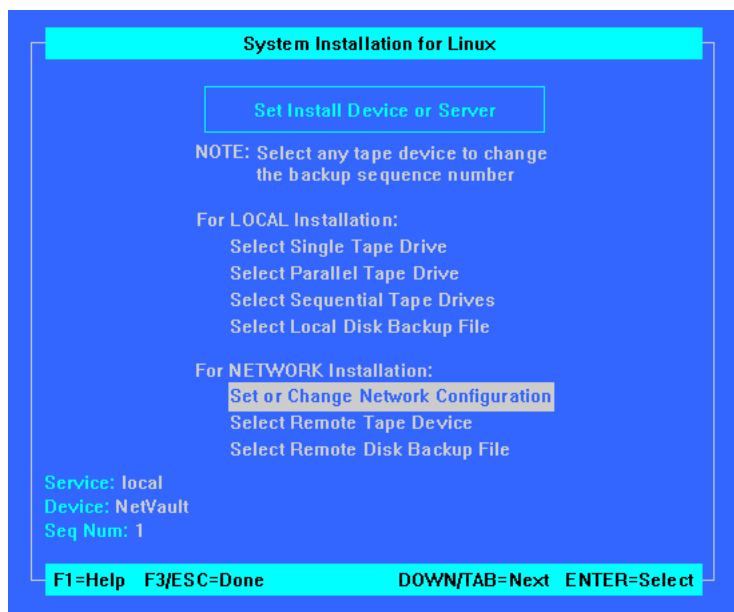 System Installation for Linux
Set Install Device or Server
NOTE: Select any tape device to change
the backup sequence number
For LOCAL Installation:
Select Single Tape Drive
Select Parallel Tape Drive
Select Sequential Tape Drives
Select Local Disk Backup File
For NETWORK Installation:
Set or Change Network Configuration
Select Remote Tape Device
Select Remote Disk Backup File
Service: local
Device: NetVault
Seq Num: 1
F1=Help F3/ESC=Done DOWN/TAB=Next ENTER=Select